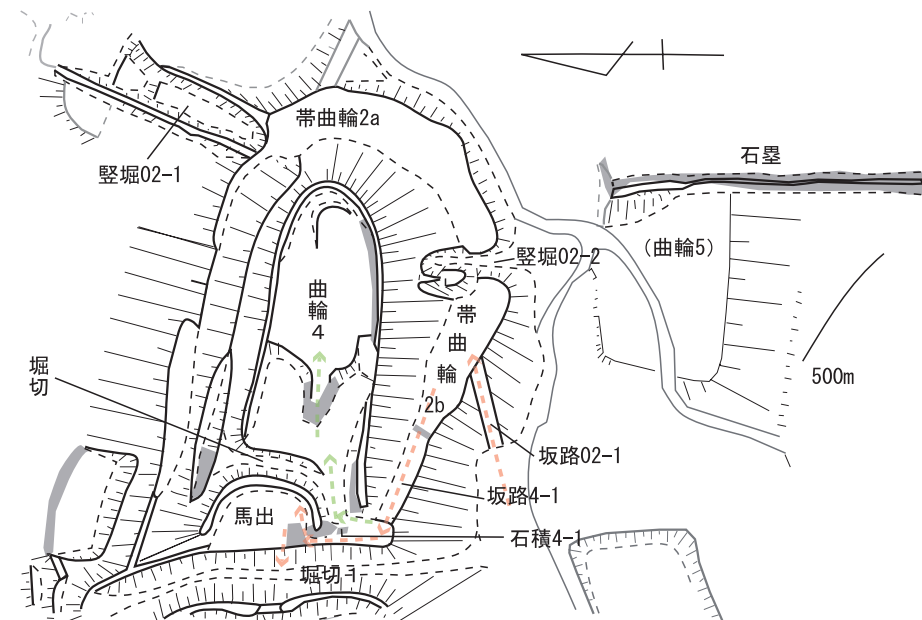 帯曲輪2a
石塁
竪堀02-1
竪堀02-2
（曲輪5）
曲輪4
帯曲輪2b
500m
堀切
坂路02-1
坂路4-1
馬出
石積4-1
堀切1